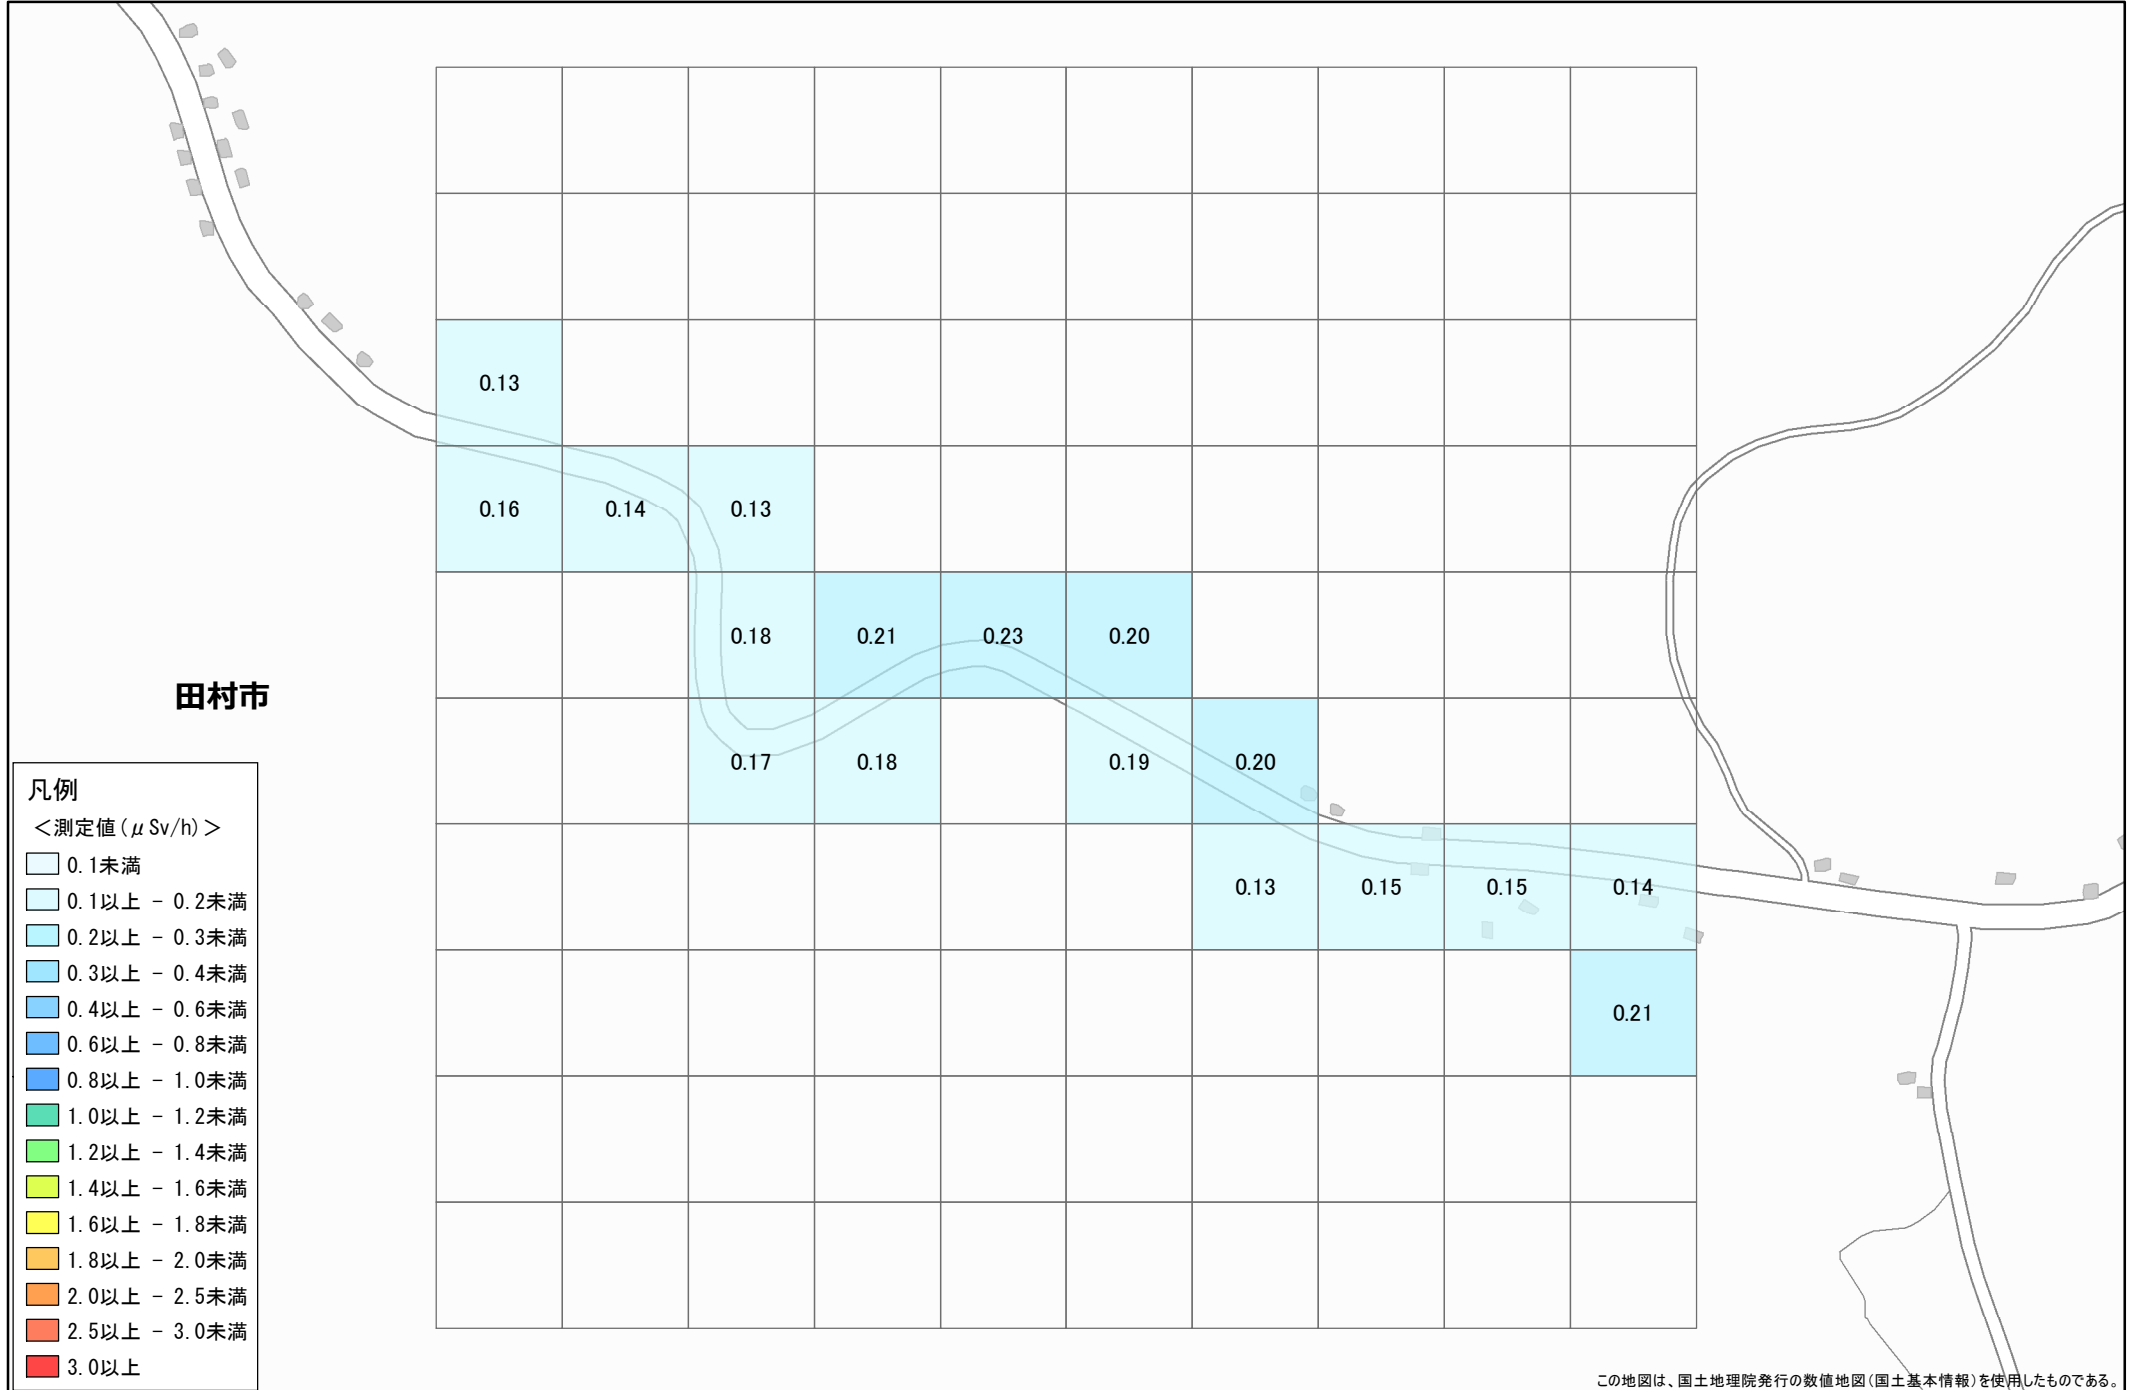 0.13
0.16 0.14 0.13
0.18 0.21 0.23 0.20
田村市
0.17 0.18 0.19 0.20
0.13 0.15 0.15 0.14
0.21
凡例
＜測定値(μSv/h)＞
0.1未満
0.1以上 - 0.2未満
0.2以上 - 0.3未満
0.3以上 - 0.4未満
0.4以上 - 0.6未満
0.6以上 - 0.8未満
0.8以上 - 1.0未満
1.0以上 - 1.2未満
1.2以上 - 1.4未満
1.4以上 - 1.6未満
1.6以上 - 1.8未満
1.8以上 - 2.0未満
2.0以上 - 2.5未満
2.5以上 - 3.0未満
3.0以上
この地図は、国土地理院発行の数値地図(国土基本情報)を使用したものである。